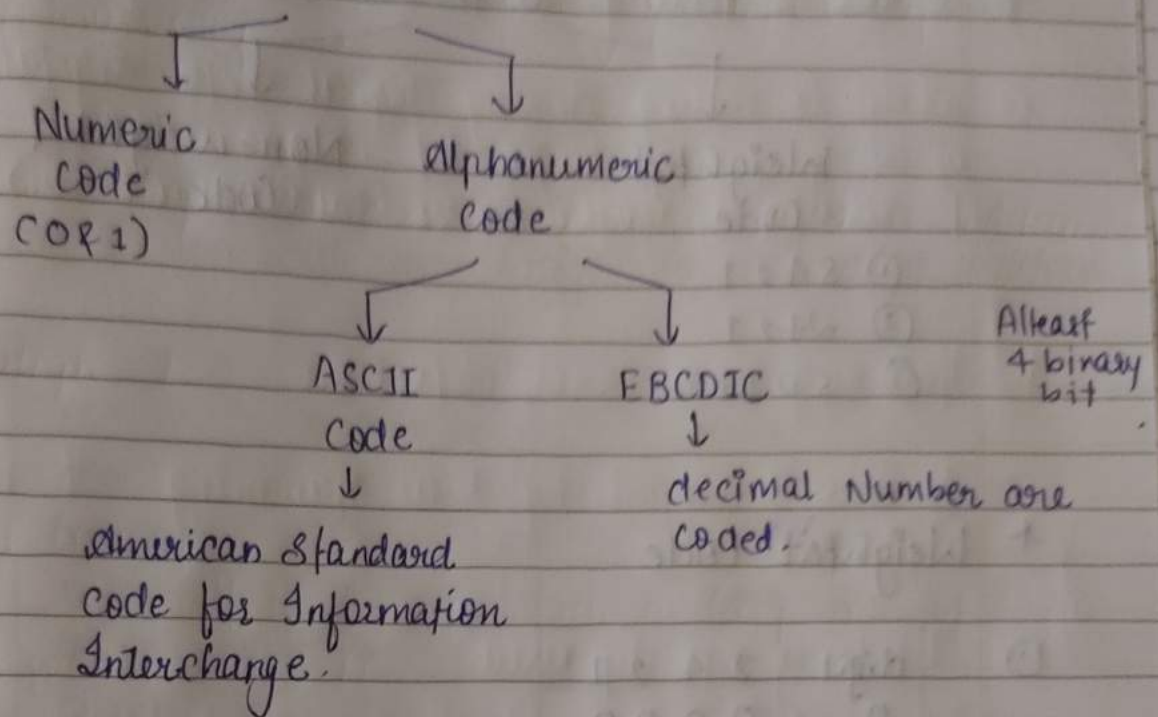 Numeric
Code
(OR 1)
Alphanumeric
Code
ASCII
Code
American Standard
Code for Information
Interchange.
EBCDIC
decimal Number are
coded.
Atleast
4 binary
bit